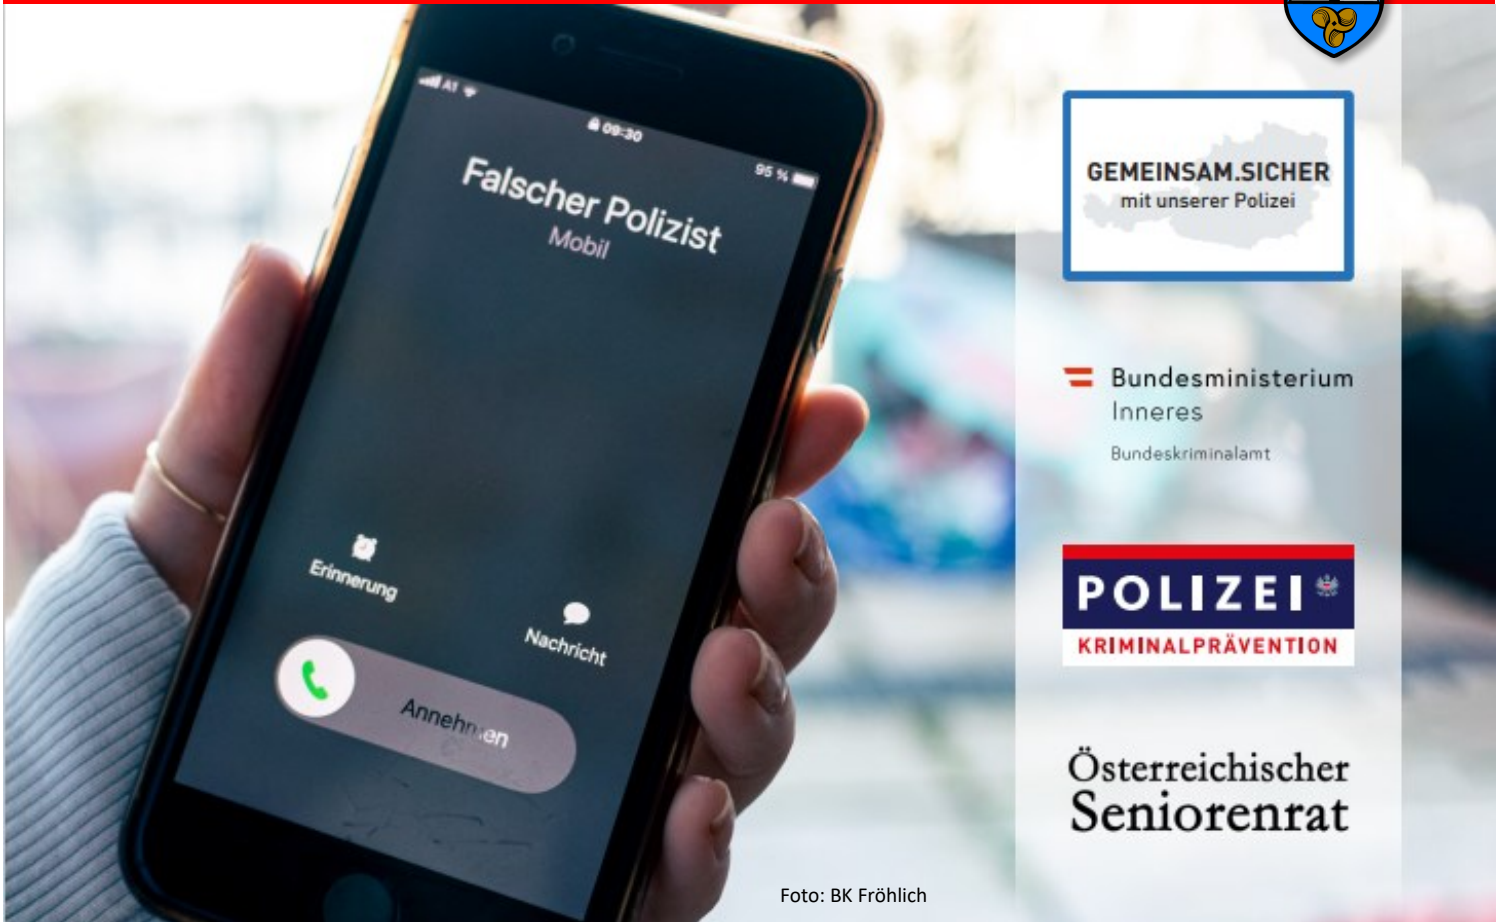 A1
09:30
95 %
Falscher Polizist
Mobil
Erinnerung
Nachricht
Annehmen
GEMEINSAM.SICHER
mit unserer Polizei
Bundesministerium
Inneres
Bundeskriminalamt
POLIZEI
KRIMINALPRÄVENTION
Österreichischer
Seniorenrat
Foto: BK Fröhlich